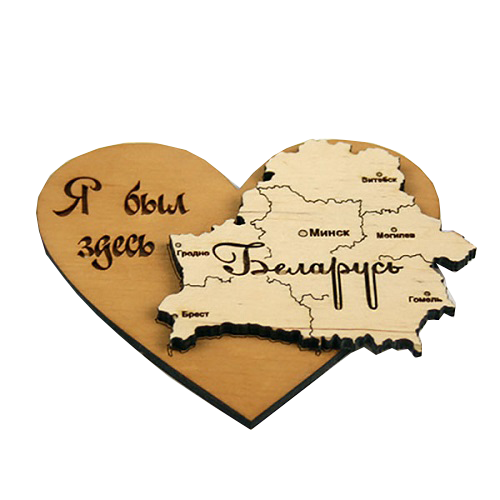 Я был
здесь
Витебск
Минск
Могилев
Гродно
Беларусь
Гомель
Брест